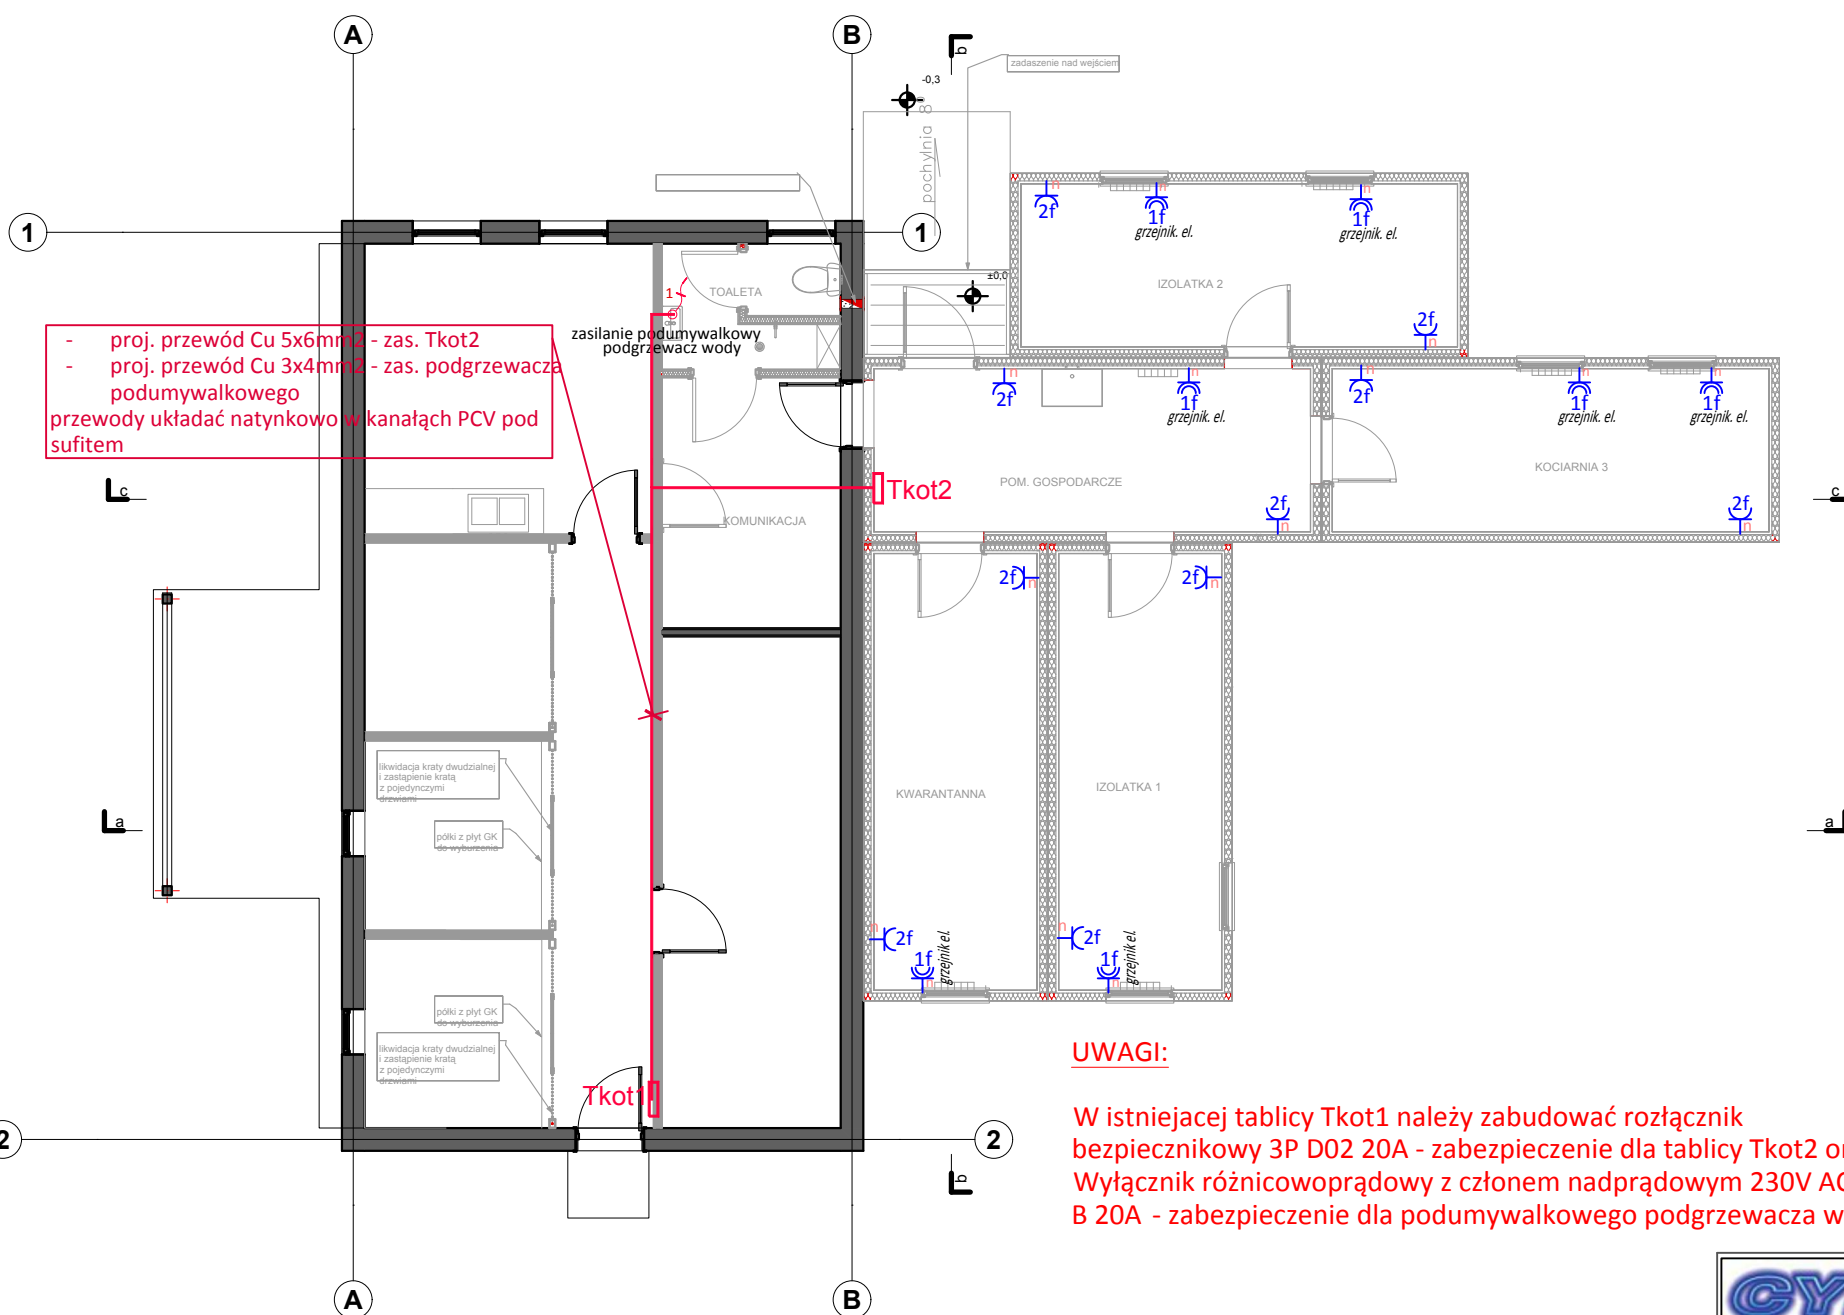 A
B
b
zadaszenie nad wejściem
-0,3
pochylnia 8°
1
1
2f
n
1f
n
grzejnik. el.
1f
n
grzejnik. el.
±0,0
IZOLATKA 2
TOALETA
1
zasilanie podumywalkowy
podgrzewacz wody
- proj. przewód Cu 5x6mm2 - zas. Tkot2
- proj. przewód Cu 3x4mm2 - zas. podgrzewacza
podumywalkowego
przewody układać natynkowo w kanałąch PCV pod
sufitem
2f
n
2f
n
1f
n
grzejnik. el.
2f
n
1f
n
grzejnik. el.
1f
n
grzejnik. el.
c
Tkot2
POM. GOSPODARCZE
KOCIARNIA 3
c
KOMUNIKACJA
2f
n
2f
n
2f
n
2f
n
likwidacja kraty dwudzialnej
i zastąpienie kratą
z pojedynczymi
drzwiami
KWARANTANNA
IZOLATKA 1
a
a
półki z płyt GK
do wyburzenia
n
2f
1f
n
grzejnik el.
n
2f
1f
n
grzejnik el.
półki z płyt GK
do wyburzenia
likwidacja kraty dwudzialnej
i zastąpienie kratą
z pojedynczymi
drzwiami
Tkot1
UWAGI:
W istniejacej tablicy Tkot1 należy zabudować rozłącznik
bezpiecznikowy 3P D02 20A - zabezpieczenie dla tablicy Tkot2
Wyłącznik różnicowoprądowy z członem nadprądowym 230V
B 20A - zabezpieczenie dla podumywalkowego podgrzewacza
2
2
b
A
B